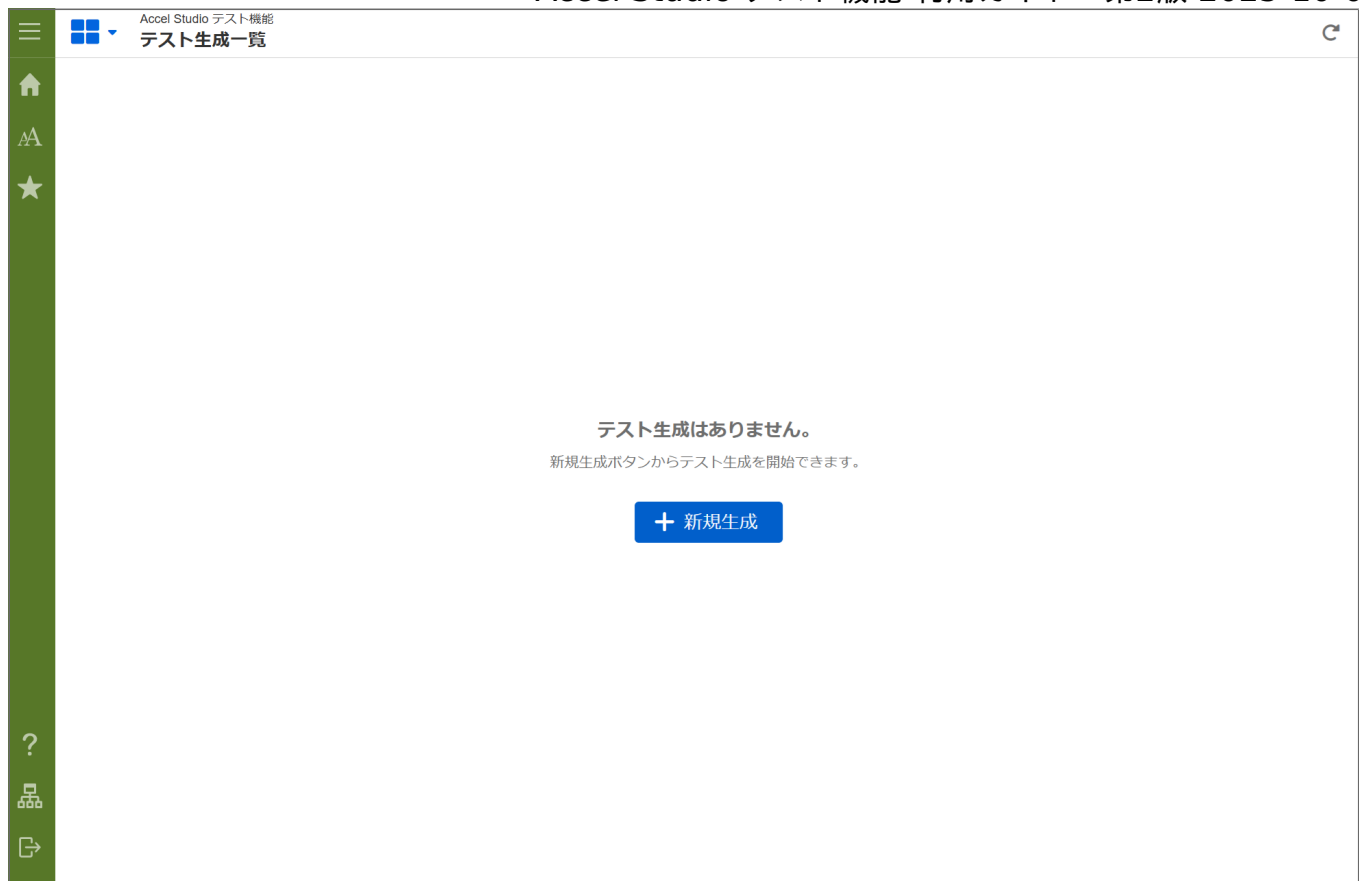 Accel Studio テスト機能
テスト生成一覧
テスト生成はありません。
新規生成ボタンからテスト生成を開始できます。
新規生成